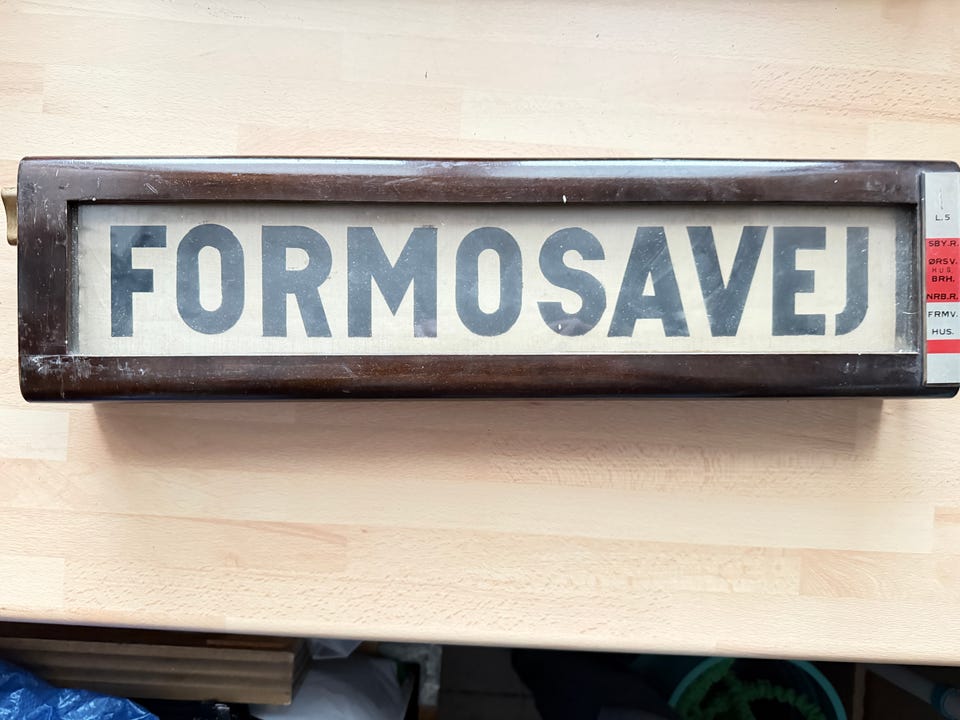 FORMOSAVEJ
L.5
SBY.R.
ØRSV.
HUS.
BRH.
NRB.R.
FRMV.
HUS.